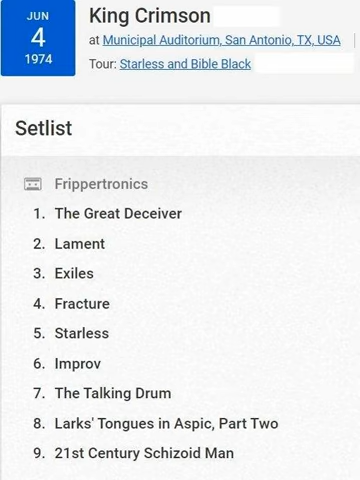 JUN
4
1974
King Crimson
at Municipal Auditorium, San Antonio, TX, USA
Tour: Starless and Bible Black
Setlist
Frippertronics
1. The Great Deceiver
2. Lament
3. Exiles
4. Fracture
5. Starless
6. Improv
7. The Talking Drum
8. Larks' Tongues in Aspic, Part Two
9. 21st Century Schizoid Man